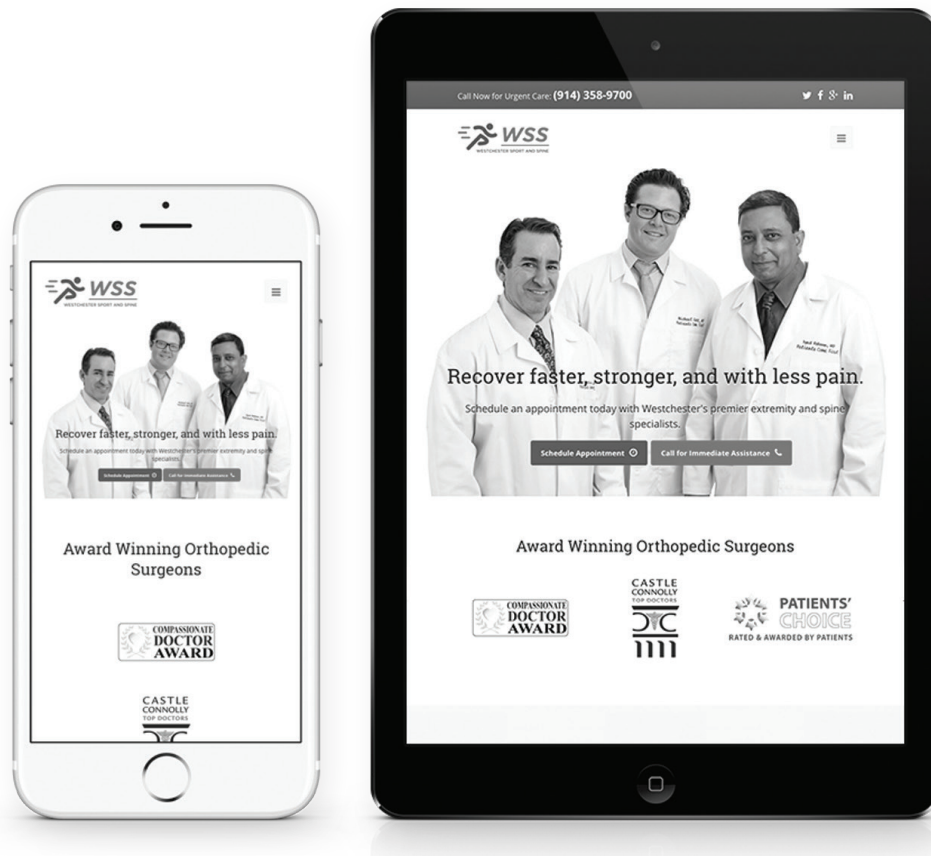 WSS
WESTCHESTER SPORT AND SPINE
Recover faster, stronger, and with less pain.
Schedule an appointment today with Westchester's premier extremity and spine
specialists.
Schedule Appointment
Call for Immediate Assistance
Award Winning Orthopedic
Surgeons
COMPASSIONATE
DOCTOR
AWARD
CASTLE
CONNOLLY
TOP DOCTORS
Call Now for Urgent Care: (914) 358-9700
WSS
WESTCHESTER SPORT AND SPINE
Recover faster, stronger, and with less pain.
Schedule an appointment today with Westchester's premier extremity and spine
specialists.
Schedule Appointment
Call for Immediate Assistance
Award Winning Orthopedic Surgeons
COMPASSIONATE
DOCTOR
AWARD
CASTLE
CONNOLLY
TOP DOCTORS
PATIENTS'
CHOICE
RATED & AWARDED BY PATIENTS